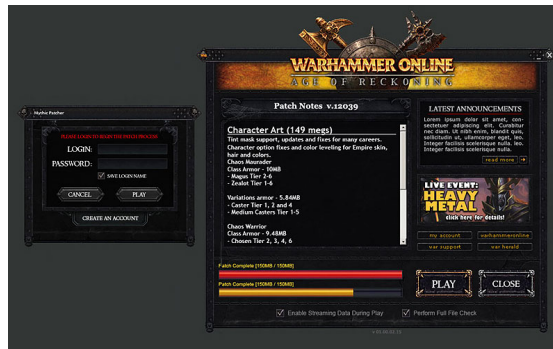 Mythic Patcher
PLEASE LOGIN TO BEGIN THE PATCH PROCESS
LOGIN:
PASSWORD:
SAVE LOGIN NAME
CANCEL
PLAY
CREATE AN ACCOUNT
WARHAMMER ONLINE
AGE OF RECKONING
Patch Notes v.12039
Character Art (149 megs)
Tint mask support, updates and fixes for many careers.
Character option fixes and color leveling for Empire skin,
hair and colors.
Chaos Maurader
Class Armor - 10MB
- Magus Tier 2-6
- Zealot Tier 1-6
Variations armor - 5.84MB
- Caster Tier 1, 2 and 4
- Medium Casters Tier 1-5
Chaos Warrior
Class Armor - 9.48MB
- Chosen Tier 2, 3, 4, 6
LATEST ANNOUNCEMENTS
Lorem ipsum dolor sit amet, con-
sectetuer adipiscing elit. Curabitur
nec diam. Ut nibh enim, blandit quis,
sollicitudin ut, ullamcorper eget, leo.
Integer facilisis scelerisque nulla.
Integer facilisis scelerisque nulla.
read more
LIVE EVENT:
HEAVY
METAL
click here for details!
my account
warhammeronline
war support
war herald
Patch Complete [150MB / 150MB]
Patch Complete [150MB / 150MB]
PLAY
CLOSE
Enable Streaming Data During Play
Perform Full File Check